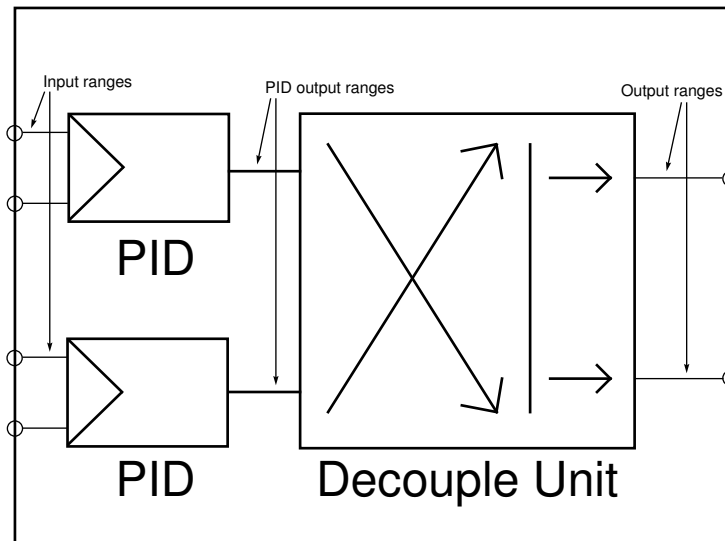 Input ranges
PID output ranges
Output ranges
PID
PID
Decouple Unit